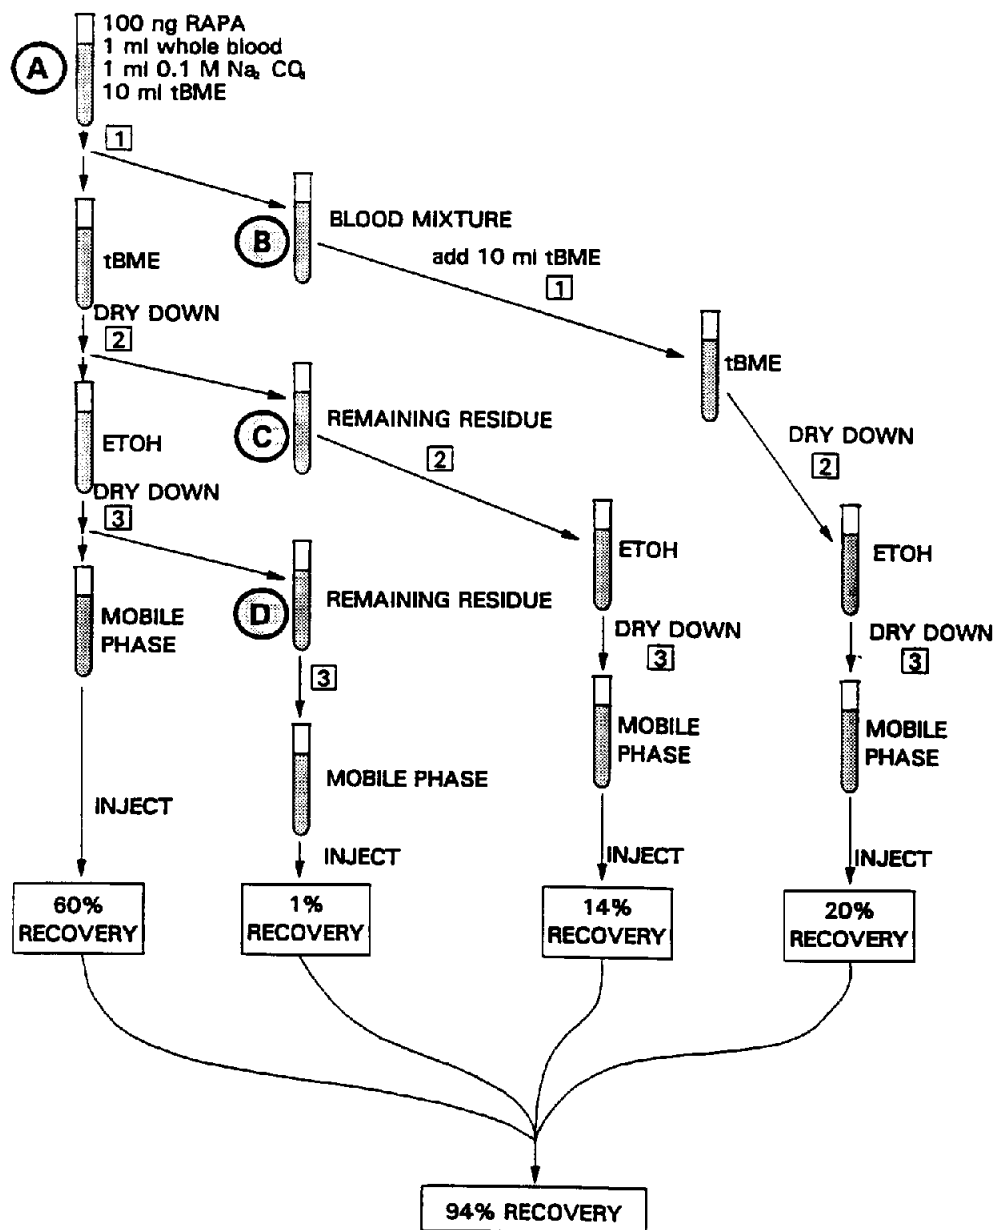 A
100 ng RAPA
1 ml whole blood
1 ml 0.1 M Na₂ CO₃
10 ml tBME
1
B
BLOOD MIXTURE
add 10 ml tBME
1
tBME
DRY DOWN
2
tBME
C
REMAINING RESIDUE
2
DRY DOWN
2
ETOH
DRY DOWN
3
ETOH
ETOH
D
REMAINING RESIDUE
MOBILE
PHASE
DRY DOWN
3
DRY DOWN
3
3
MOBILE
PHASE
MOBILE
PHASE
MOBILE PHASE
INJECT
INJECT
INJECT
INJECT
60%
RECOVERY
1%
RECOVERY
14%
RECOVERY
20%
RECOVERY
94% RECOVERY